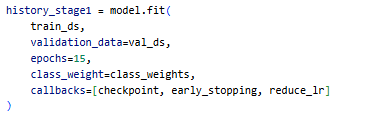 history_stage1 = model.fit(
    train_ds,
    validation_data=val_ds,
    epochs=15,
    class_weight=class_weights,
    callbacks=[checkpoint, early_stopping, reduce_lr]
)